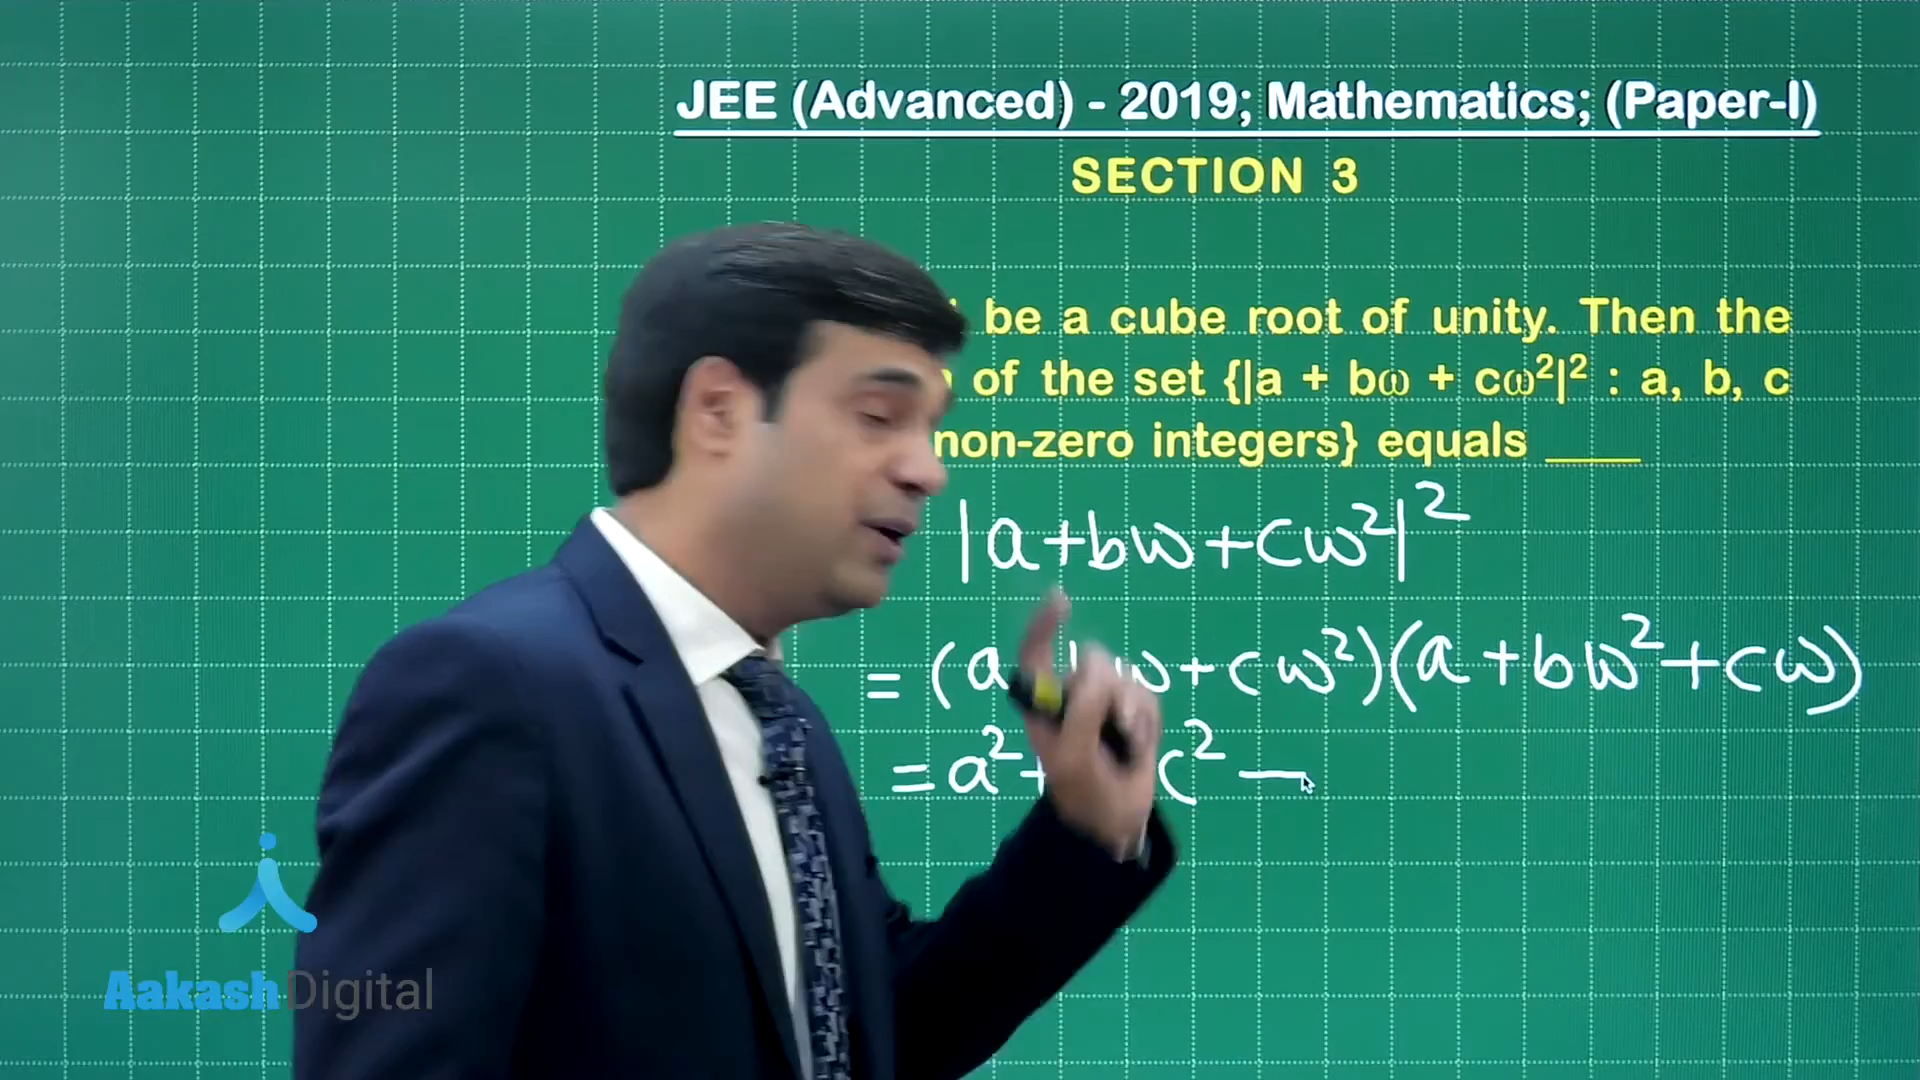 JEE (Advanced) - 2019; Mathematics; (Paper-I)
SECTION 3
be a cube root of unity. Then the
of the set {|a + bω + cω²|² : a, b, c
non-zero integers} equals ____
|a+bω+cω²|²
= (a bω+cω²)(a+bω²+cω)
= a²+ c² –
Aakash Digital